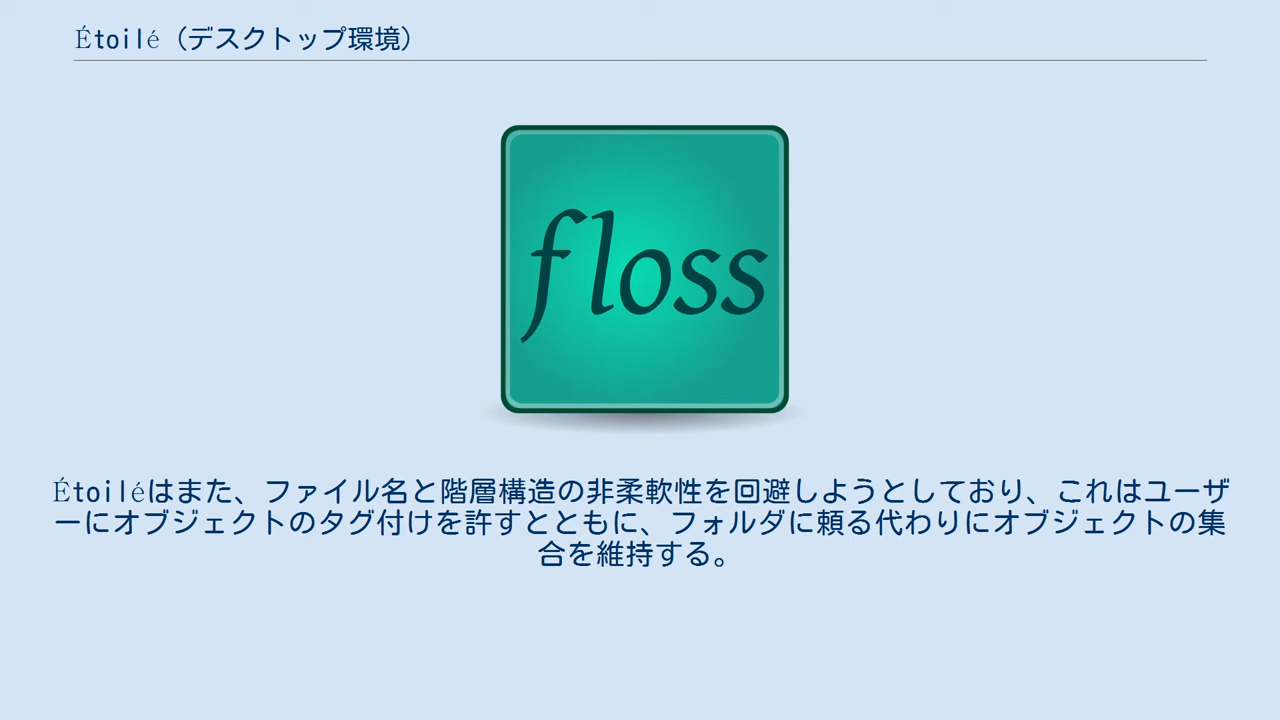 Étoilé（デスクトップ環境）
floss
Étoiléはまた、ファイル名と階層構造の非柔軟性を回避しようとしており、これはユーザ
ーにオブジェクトのタグ付けを許すとともに、フォルダに頼る代わりにオブジェクトの集
合を維持する。